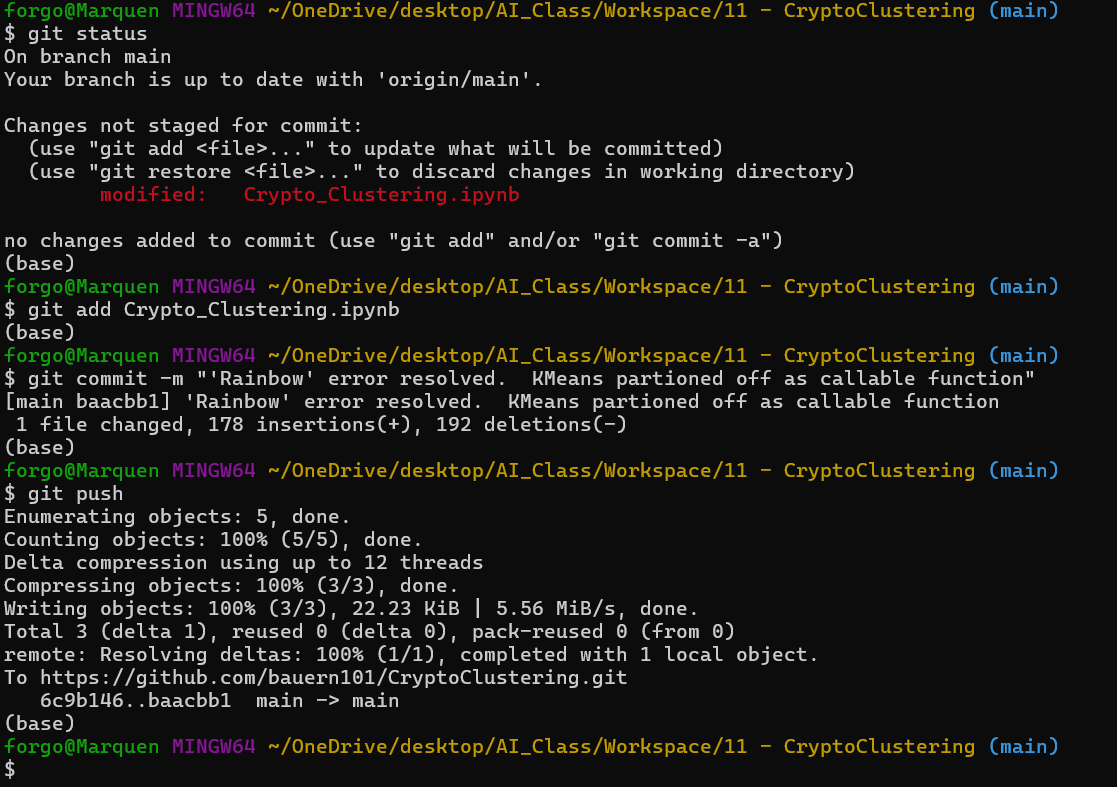 forgo@Marquen MINGW64 ~/OneDrive/desktop/AI_Class/Workspace/11 - CryptoClustering (main)
$ git status
On branch main
Your branch is up to date with 'origin/main'.

Changes not staged for commit:
  (use "git add <file>..." to update what will be committed)
  (use "git restore <file>..." to discard changes in working directory)
        modified:   Crypto_Clustering.ipynb

no changes added to commit (use "git add" and/or "git commit -a")
(base)
forgo@Marquen MINGW64 ~/OneDrive/desktop/AI_Class/Workspace/11 - CryptoClustering (main)
$ git add Crypto_Clustering.ipynb
(base)
forgo@Marquen MINGW64 ~/OneDrive/desktop/AI_Class/Workspace/11 - CryptoClustering (main)
$ git commit -m "'Rainbow' error resolved.  KMeans partioned off as callable function"
[main baacbb1] 'Rainbow' error resolved.  KMeans partioned off as callable function
 1 file changed, 178 insertions(+), 192 deletions(-)
(base)
forgo@Marquen MINGW64 ~/OneDrive/desktop/AI_Class/Workspace/11 - CryptoClustering (main)
$ git push
Enumerating objects: 5, done.
Counting objects: 100% (5/5), done.
Delta compression using up to 12 threads
Compressing objects: 100% (3/3), done.
Writing objects: 100% (3/3), 22.23 KiB | 5.56 MiB/s, done.
Total 3 (delta 1), reused 0 (delta 0), pack-reused 0 (from 0)
remote: Resolving deltas: 100% (1/1), completed with 1 local object.
To https://github.com/bauern101/CryptoClustering.git
   6c9b146..baacbb1  main -> main
(base)
forgo@Marquen MINGW64 ~/OneDrive/desktop/AI_Class/Workspace/11 - CryptoClustering (main)
$